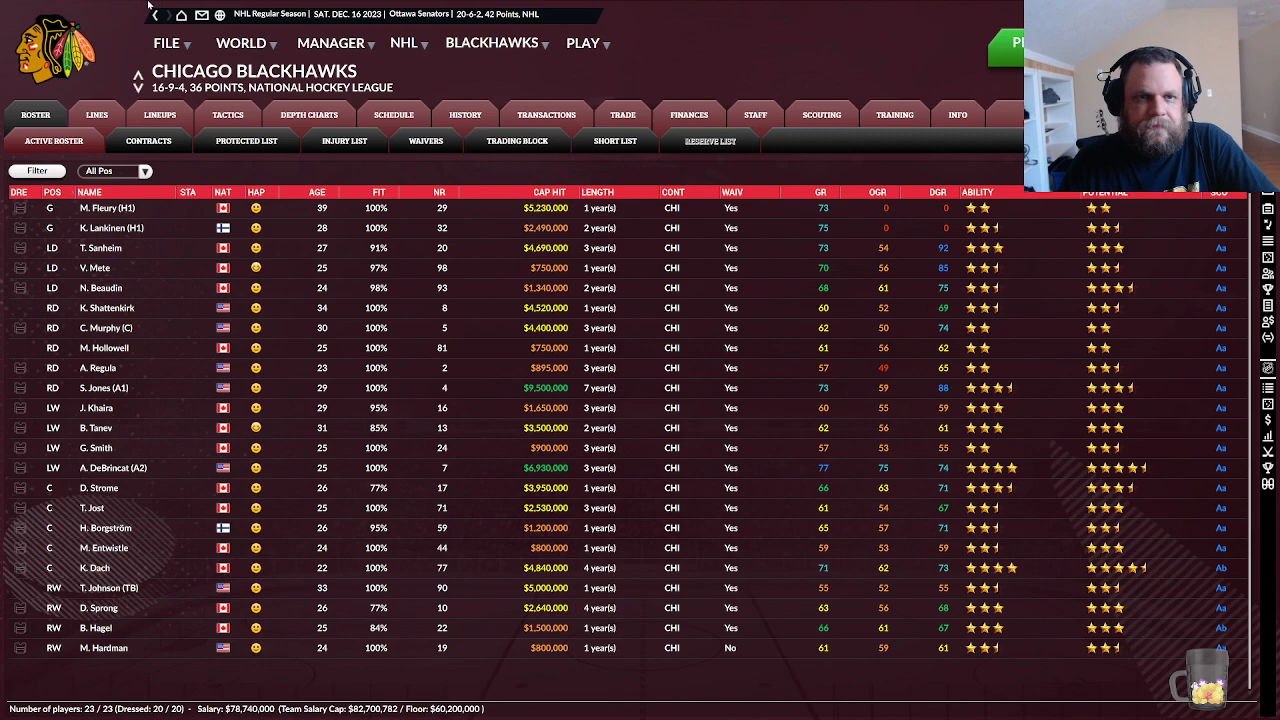 NHL Regular Season | SAT. DEC. 16 2023 | Ottawa Senators | 20-6-2, 42 Points, NHL
FILE WORLD MANAGER NHL BLACKHAWKS PLAY
CHICAGO BLACKHAWKS
16-9-4, 36 POINTS, NATIONAL HOCKEY LEAGUE
ROSTER LINES LINEUPS TACTICS DEPTH CHARTS SCHEDULE HISTORY TRANSACTIONS TRADE FINANCES STAFF SCOUTING TRAINING INFO
ACTIVE ROSTER CONTRACTS PROTECTED LIST INJURY LIST WAIVERS TRADING BLOCK SHORT LIST RESERVE LIST
Filter All Pos
DRE POS NAME STA NAT HAP AGE FIT NR CAP HIT LENGTH CONT WAIV GR OGR DGR ABILITY POTENTIAL SCO
G M. Fleury (H1) 39 100% 29 $5,230,000 1 year(s) CHI Yes 73 0 0 Aa
G K. Lankinen (H1) 28 100% 32 $2,490,000 2 year(s) CHI Yes 75 0 0 Aa
LD T. Sanheim 27 91% 20 $4,690,000 3 year(s) CHI Yes 73 54 92 Aa
LD V. Mete 25 97% 98 $750,000 1 year(s) CHI Yes 70 56 85 Aa
LD N. Beaudin 24 98% 93 $1,340,000 2 year(s) CHI Yes 68 61 75 Aa
RD K. Shattenkirk 34 100% 8 $4,520,000 1 year(s) CHI Yes 60 52 69 Aa
RD C. Murphy (C) 30 100% 5 $4,400,000 3 year(s) CHI Yes 62 50 74 Aa
RD M. Hollowell 25 100% 81 $750,000 1 year(s) CHI Yes 61 56 62 Aa
RD A. Regula 23 100% 2 $895,000 3 year(s) CHI Yes 57 49 65 Aa
RD S. Jones (A1) 29 100% 4 $9,500,000 7 year(s) CHI Yes 73 59 88 Aa
LW J. Khaira 29 95% 16 $1,650,000 3 year(s) CHI Yes 60 55 59 Aa
LW B. Tanev 31 85% 13 $3,500,000 2 year(s) CHI Yes 62 56 61 Aa
LW G. Smith 25 100% 24 $900,000 3 year(s) CHI Yes 57 53 55 Aa
LW A. DeBrincat (A2) 25 100% 7 $6,930,000 3 year(s) CHI Yes 77 75 74 Aa
C D. Strome 26 77% 17 $3,950,000 1 year(s) CHI Yes 66 63 71 Aa
C T. Jost 25 100% 71 $2,530,000 3 year(s) CHI Yes 61 54 67 Aa
C H. Borgström 26 95% 59 $1,200,000 1 year(s) CHI Yes 65 57 71 Aa
C M. Entwistle 24 100% 44 $800,000 1 year(s) CHI Yes 59 53 59 Aa
C K. Dach 22 100% 77 $4,840,000 4 year(s) CHI Yes 71 62 73 Ab
RW T. Johnson (TB) 33 100% 90 $5,000,000 1 year(s) CHI Yes 55 52 55 Aa
RW D. Sprong 26 77% 10 $2,640,000 4 year(s) CHI Yes 63 56 68 Aa
RW B. Hagel 25 84% 22 $1,500,000 1 year(s) CHI Yes 66 61 67 Ab
RW M. Hardman 24 100% 19 $800,000 1 year(s) CHI No 61 59 61 Aa
Number of players: 23 / 23 (Dressed: 20 / 20) - Salary: $78,740,000 (Team Salary Cap: $82,700,782 / Floor: $60,200,000 )